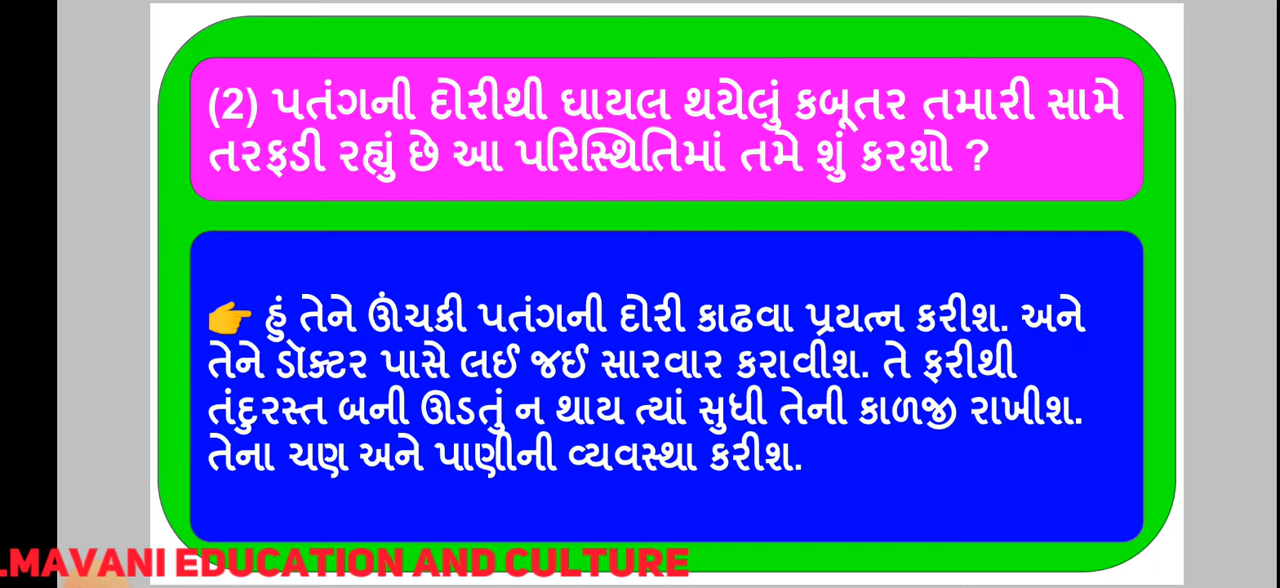 (2) પતંગની દોરીથી ઘાયલ થયેલું કબૂતર તમારી સામે
તરફડી રહ્યું છે આ પરિસ્થિતિમાં તમે શું કરશો ?
👉 હું તેને ઊંચકી પતંગની દોરી કાઢવા પ્રયત્ન કરીશ. અને
તેને ડૉક્ટર પાસે લઈ જઈ સારવાર કરાવીશ. તે ફરીથી
તંદુરસ્ત બની ઊડતું ન થાય ત્યાં સુધી તેની કાળજી રાખીશ.
તેના ચણ અને પાણીની વ્યવસ્થા કરીશ.
.MAVANI EDUCATION AND CULTURE